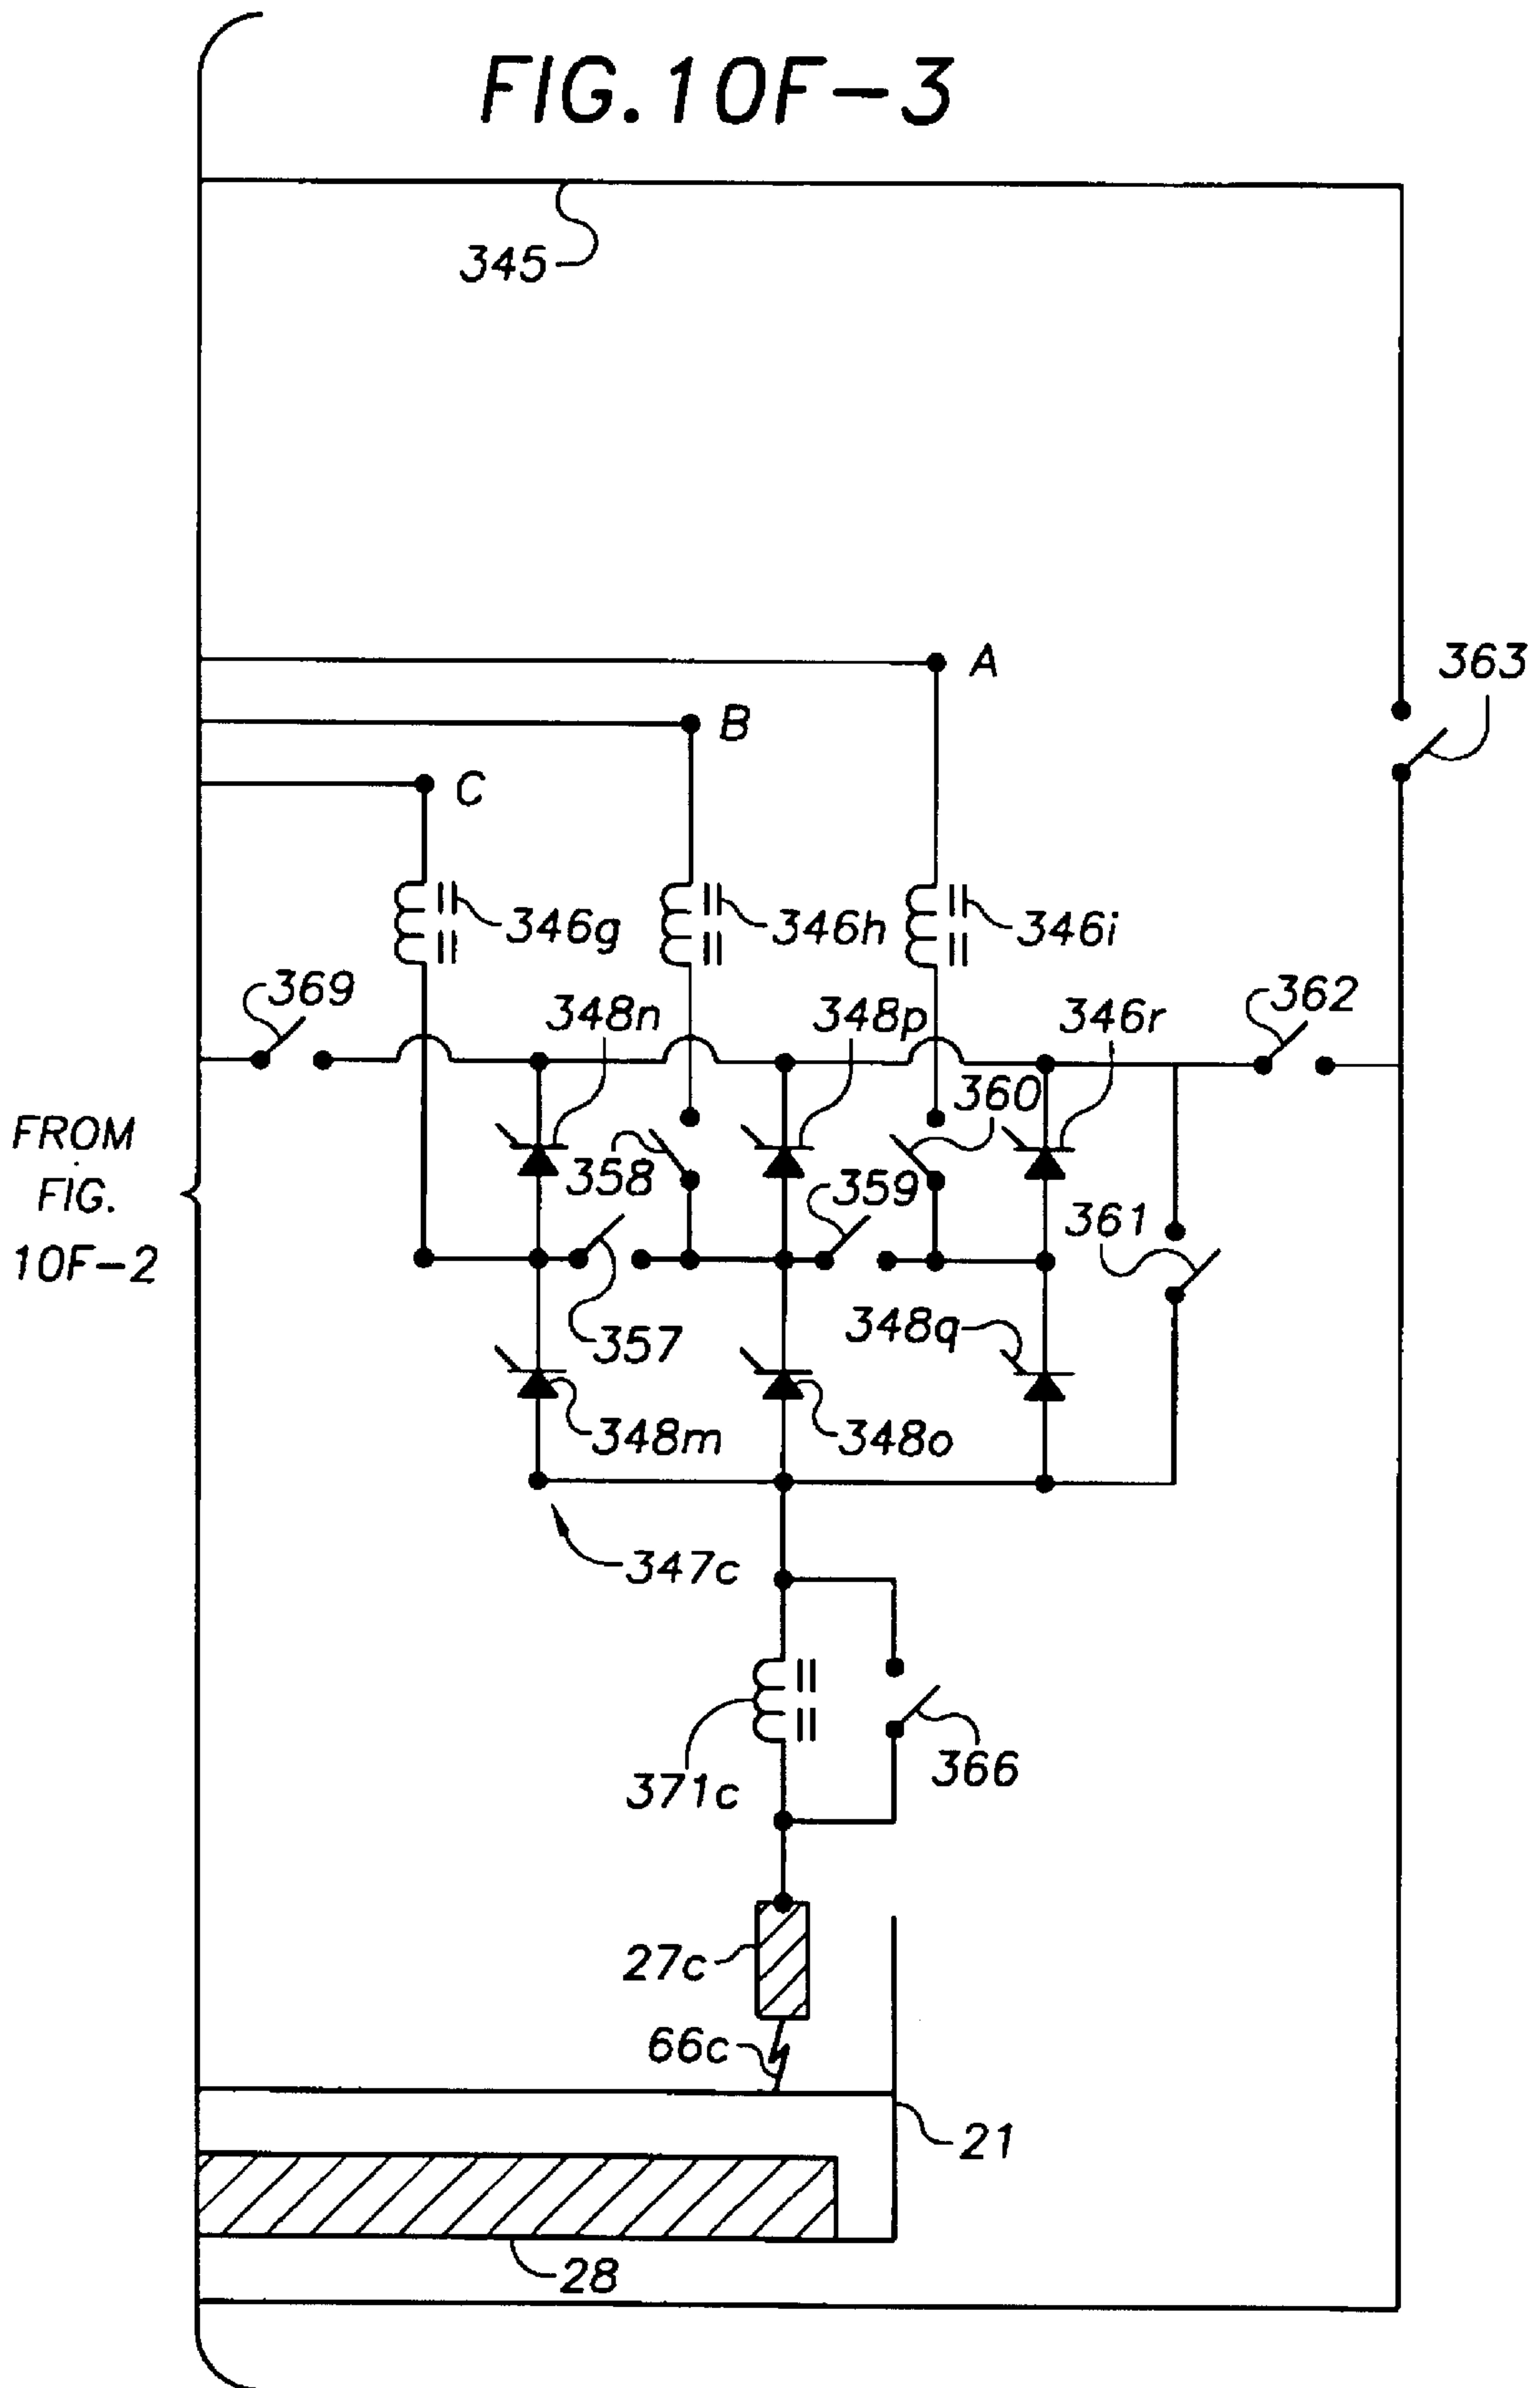 FIG. 10F-3
345
363
A
B
C
346g
346h
346i
369
348n
348p
346r
362
FROM
FIG.
10F-2
358
360
359
361
357
348q
348m
348o
347c
371c
366
27c
66c
21
28